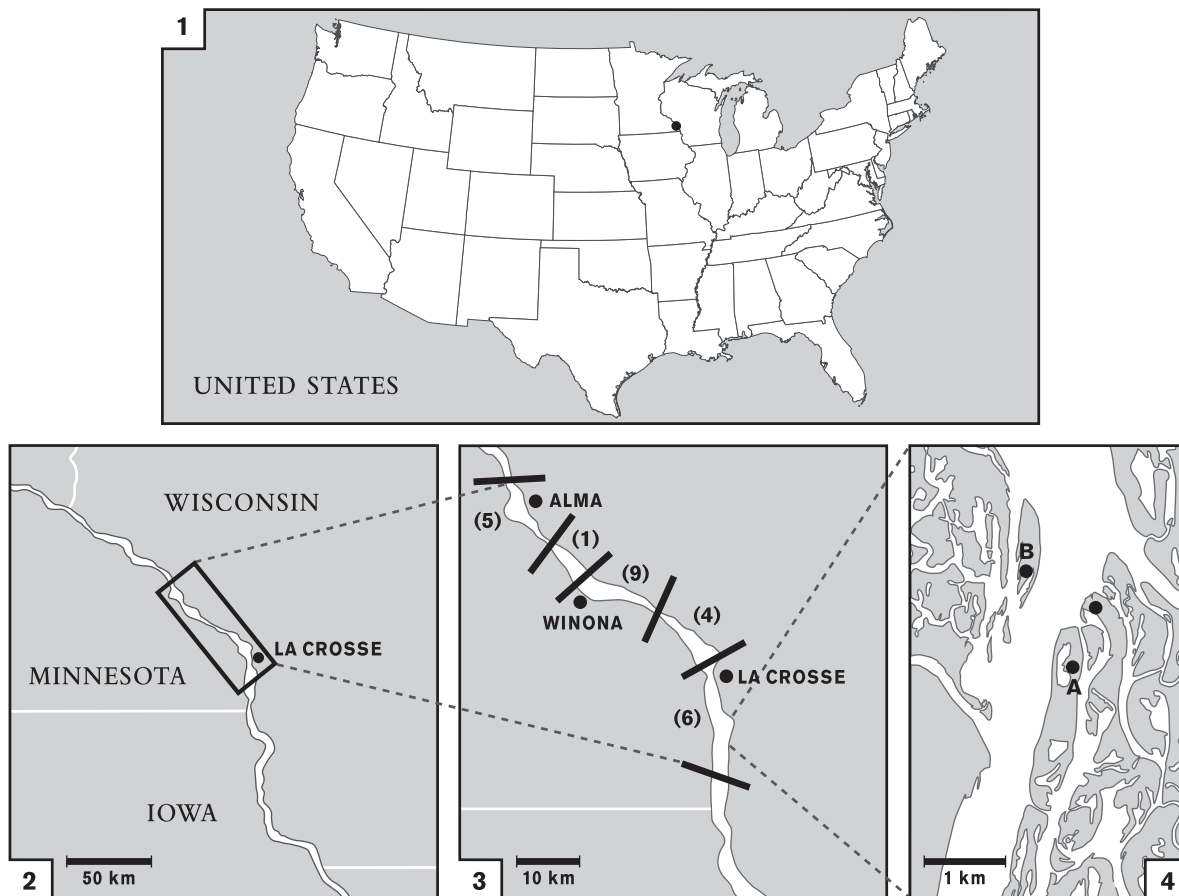 1
UNITED STATES
WISCONSIN
LA CROSSE
MINNESOTA
IOWA
2
50 km
ALMA
(5)
(1)
(9)
WINONA
(4)
LA CROSSE
(6)
3
10 km
B
A
1 km
4